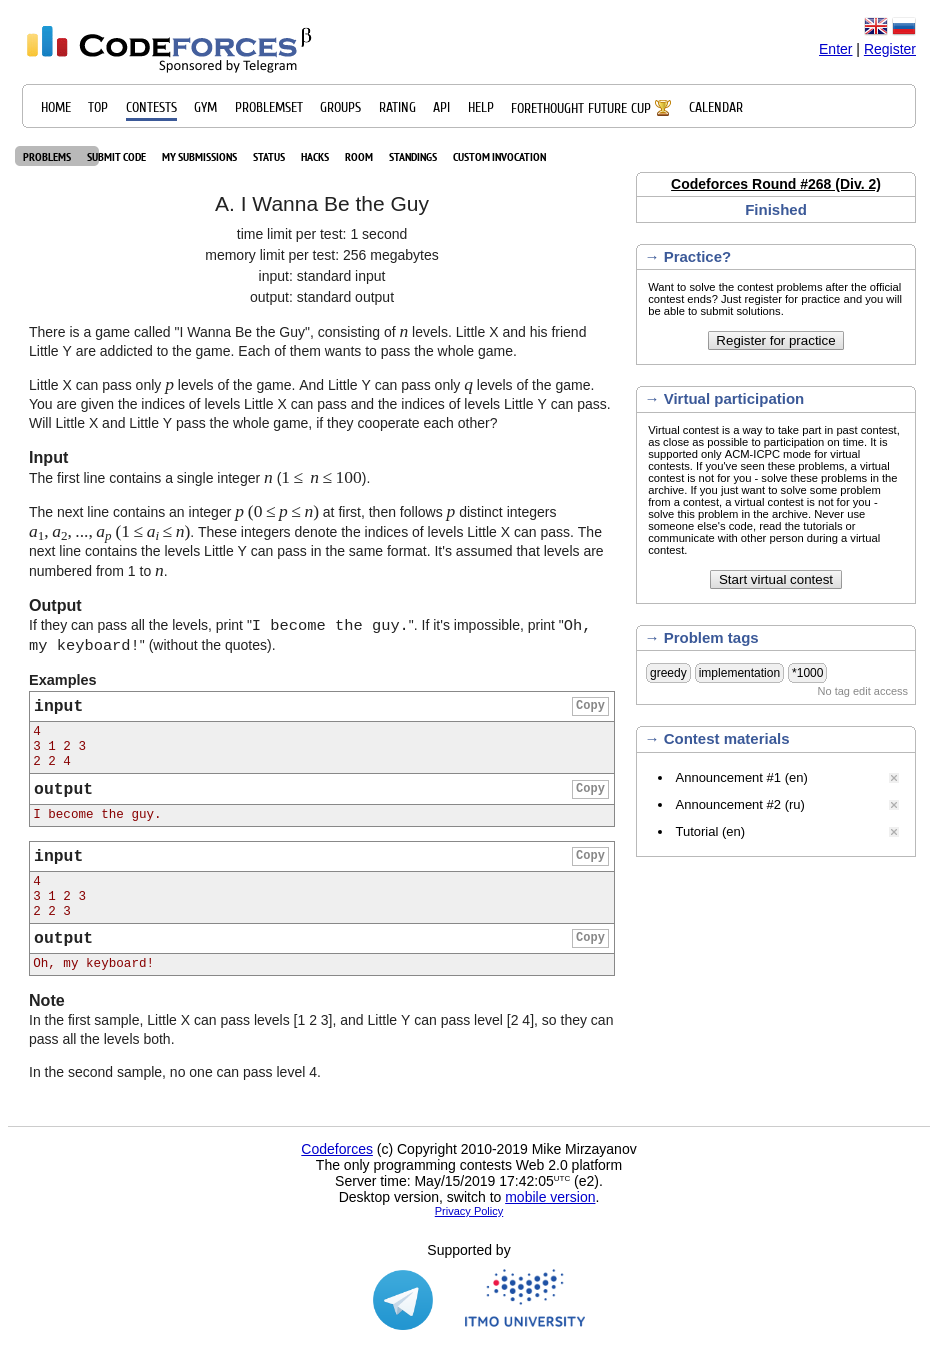 CODEFORCES β
Sponsored by Telegram
Enter | Register
HOME TOP CONTESTS GYM PROBLEMSET GROUPS RATING API HELP FORETHOUGHT FUTURE CUP CALENDAR
PROBLEMS SUBMIT CODE MY SUBMISSIONS STATUS HACKS ROOM STANDINGS CUSTOM INVOCATION
A. I Wanna Be the Guy
time limit per test: 1 second
memory limit per test: 256 megabytes
input: standard input
output: standard output
There is a game called "I Wanna Be the Guy", consisting of n levels. Little X and his friend
Little Y are addicted to the game. Each of them wants to pass the whole game.
Little X can pass only p levels of the game. And Little Y can pass only q levels of the game.
You are given the indices of levels Little X can pass and the indices of levels Little Y can pass.
Will Little X and Little Y pass the whole game, if they cooperate each other?
Input
The first line contains a single integer n (1 ≤ n ≤ 100).
The next line contains an integer p (0 ≤ p ≤ n) at first, then follows p distinct integers
a1, a2, ..., ap (1 ≤ ai ≤ n). These integers denote the indices of levels Little X can pass. The
next line contains the levels Little Y can pass in the same format. It's assumed that levels are
numbered from 1 to n.
Output
If they can pass all the levels, print "I become the guy.". If it's impossible, print "Oh,
my keyboard!" (without the quotes).
Examples
input Copy
4
3 1 2 3
2 2 4
output Copy
I become the guy.
input Copy
4
3 1 2 3
2 2 3
output Copy
Oh, my keyboard!
Note
In the first sample, Little X can pass levels [1 2 3], and Little Y can pass level [2 4], so they can
pass all the levels both.
In the second sample, no one can pass level 4.
Codeforces Round #268 (Div. 2)
Finished
→ Practice?
Want to solve the contest problems after the official
contest ends? Just register for practice and you will
be able to submit solutions.
Register for practice
→ Virtual participation
Virtual contest is a way to take part in past contest,
as close as possible to participation on time. It is
supported only ACM-ICPC mode for virtual
contests. If you've seen these problems, a virtual
contest is not for you - solve these problems in the
archive. If you just want to solve some problem
from a contest, a virtual contest is not for you -
solve this problem in the archive. Never use
someone else's code, read the tutorials or
communicate with other person during a virtual
contest.
Start virtual contest
→ Problem tags
greedy implementation *1000
No tag edit access
→ Contest materials
Announcement #1 (en)
Announcement #2 (ru)
Tutorial (en)
Codeforces (c) Copyright 2010-2019 Mike Mirzayanov
The only programming contests Web 2.0 platform
Server time: May/15/2019 17:42:05UTC (e2).
Desktop version, switch to mobile version.
Privacy Policy
Supported by
ITMO UNIVERSITY